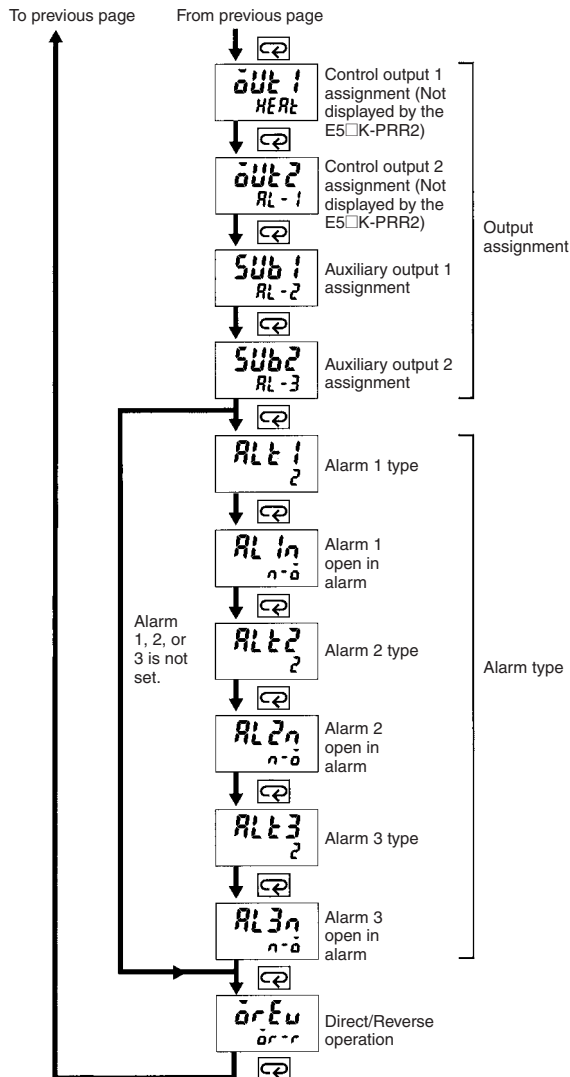 To previous page
From previous page
out1
HEAt
Control output 1
assignment (Not
displayed by the
E5□K-PRR2)
out2
AL-1
Control output 2
assignment (Not
displayed by the
E5□K-PRR2)
SUb1
AL-2
Auxiliary output 1
assignment
SUb2
AL-3
Auxiliary output 2
assignment
Output
assignment
ALt1
2
Alarm 1 type
AL1n
n-o
Alarm 1
open in
alarm
ALt2
2
Alarm 2 type
AL2n
n-o
Alarm 2
open in
alarm
ALt3
2
Alarm 3 type
AL3n
n-o
Alarm 3
open in
alarm
Alarm type
Alarm
1, 2, or
3 is not
set.
orEv
or-r
Direct/Reverse
operation